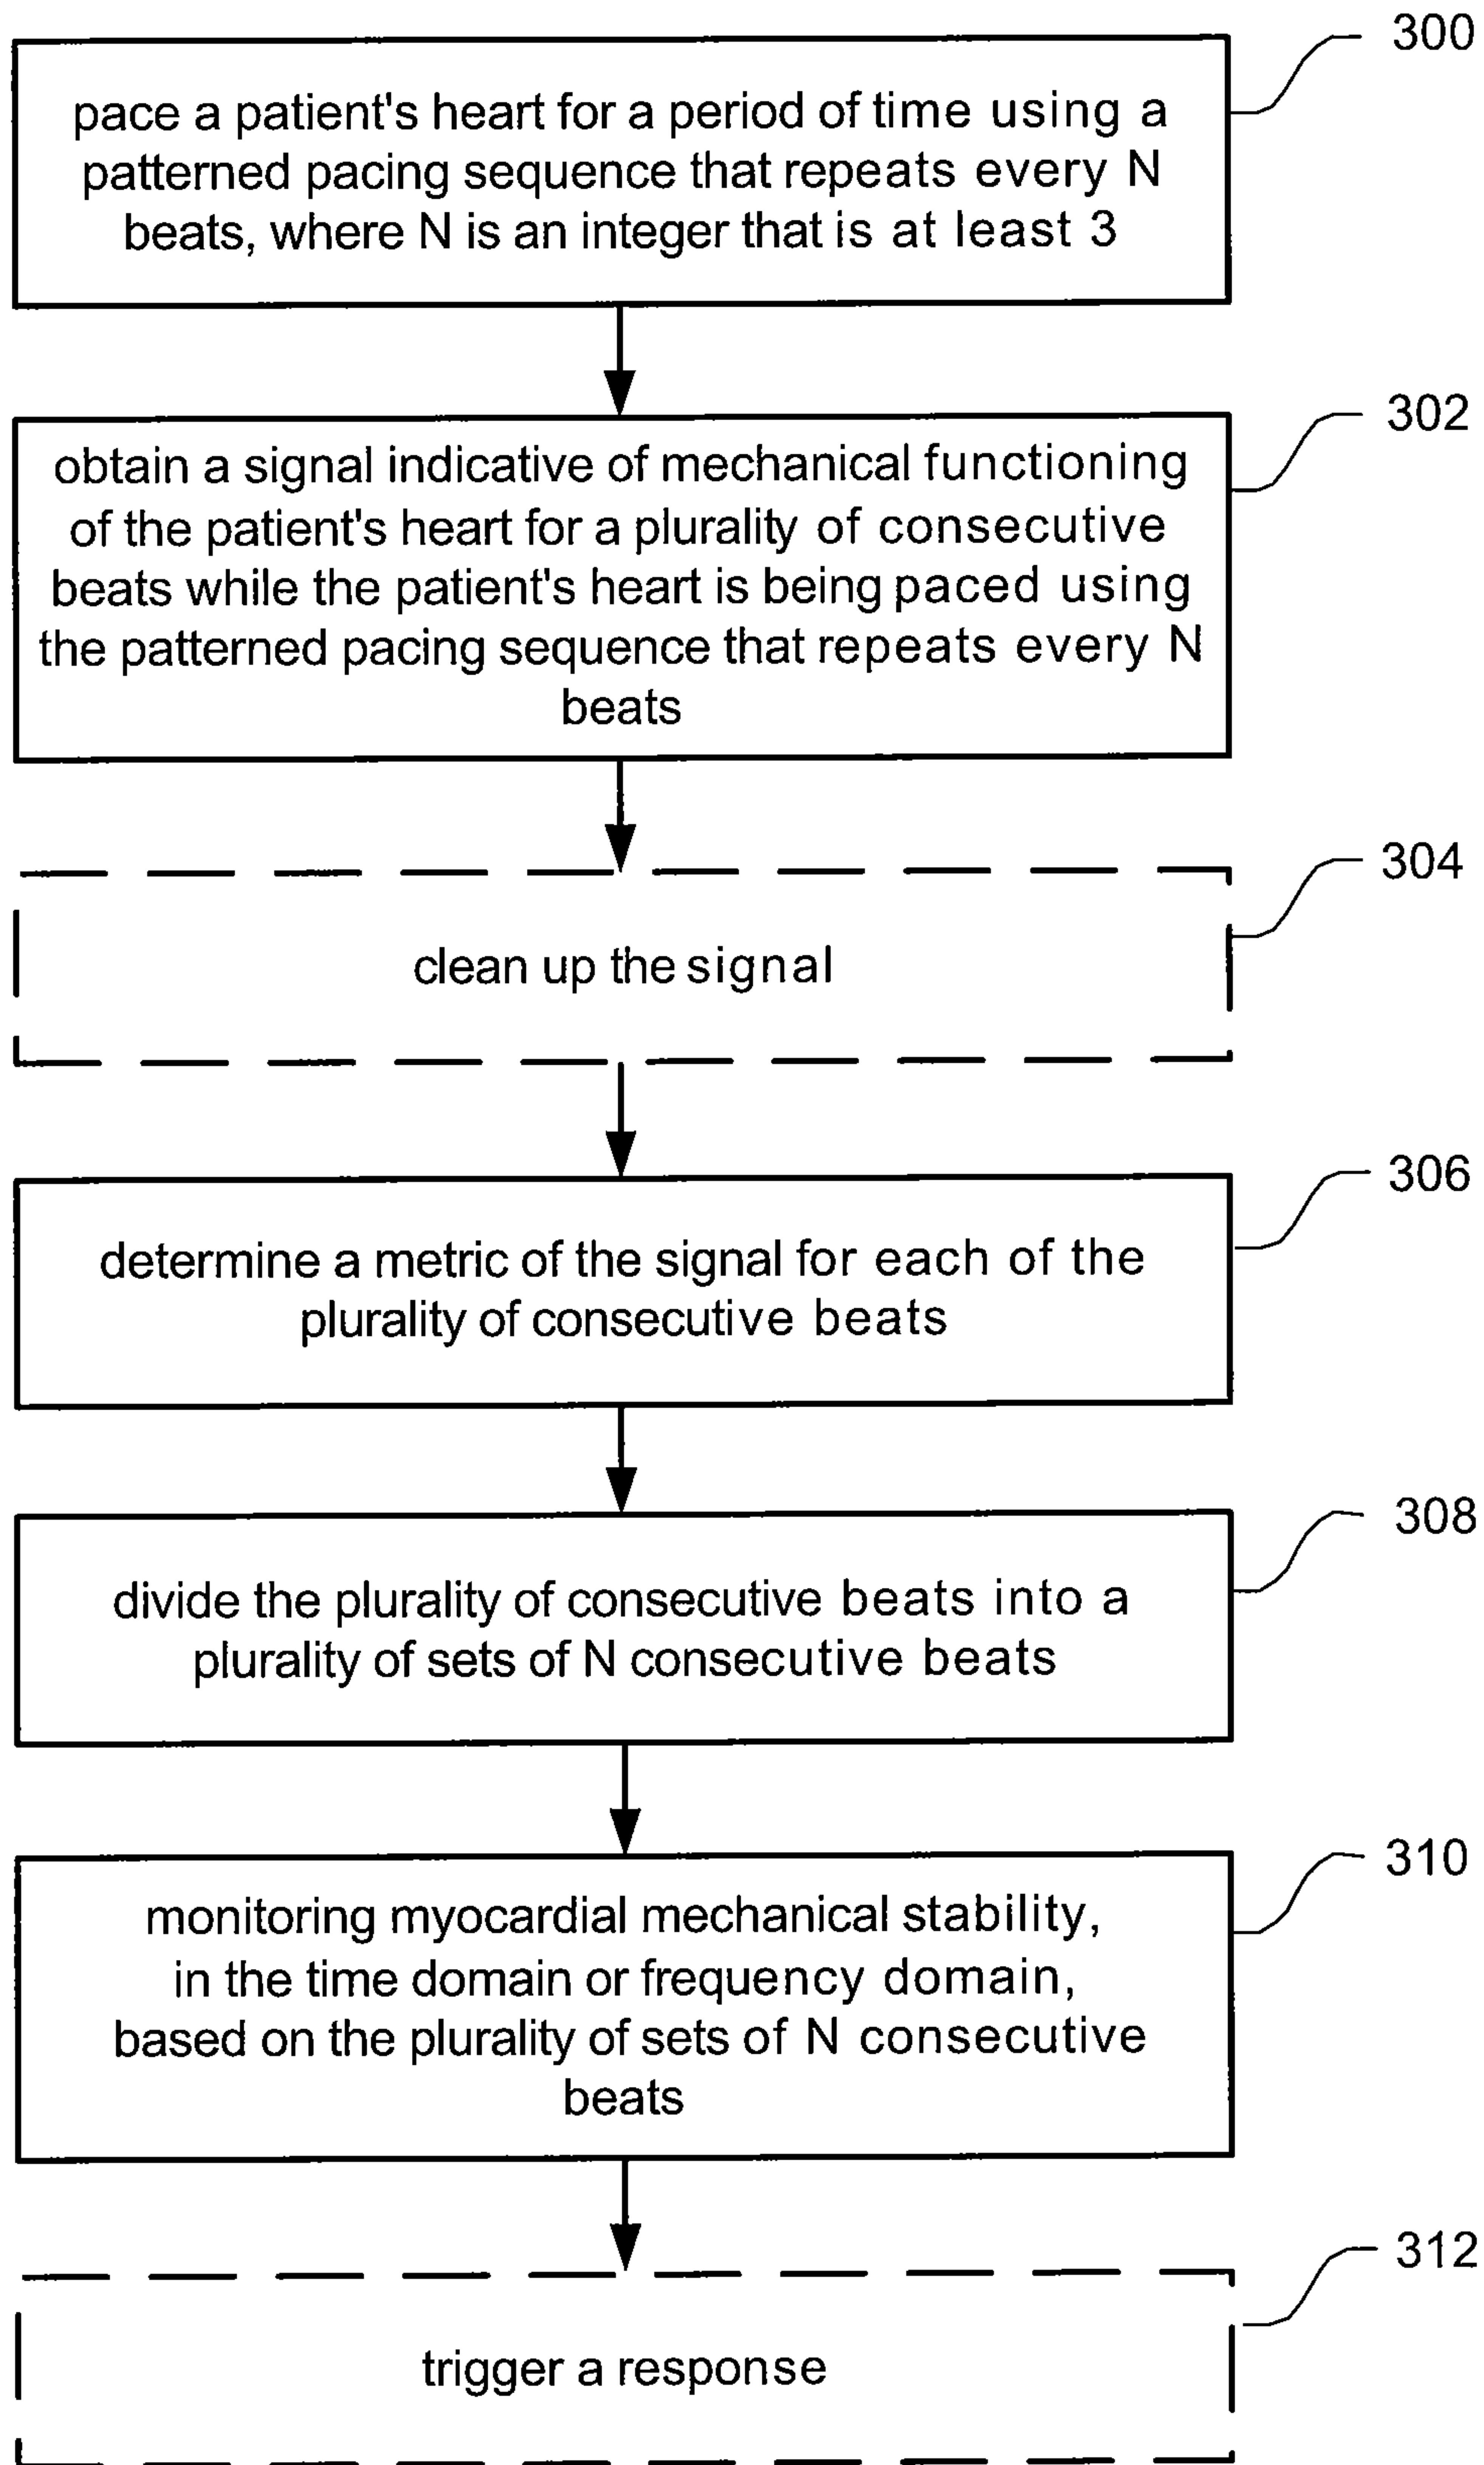 300
pace a patient's heart for a period of time using a
patterned pacing sequence that repeats every N
beats, where N is an integer that is at least 3
302
obtain a signal indicative of mechanical functioning
of the patient's heart for a plurality of consecutive
beats while the patient's heart is being paced using
the patterned pacing sequence that repeats every N
beats
304
clean up the signal
306
determine a metric of the signal for each of the
plurality of consecutive beats
308
divide the plurality of consecutive beats into a
plurality of sets of N consecutive beats
310
monitoring myocardial mechanical stability,
in the time domain or frequency domain,
based on the plurality of sets of N consecutive
beats
312
trigger a response